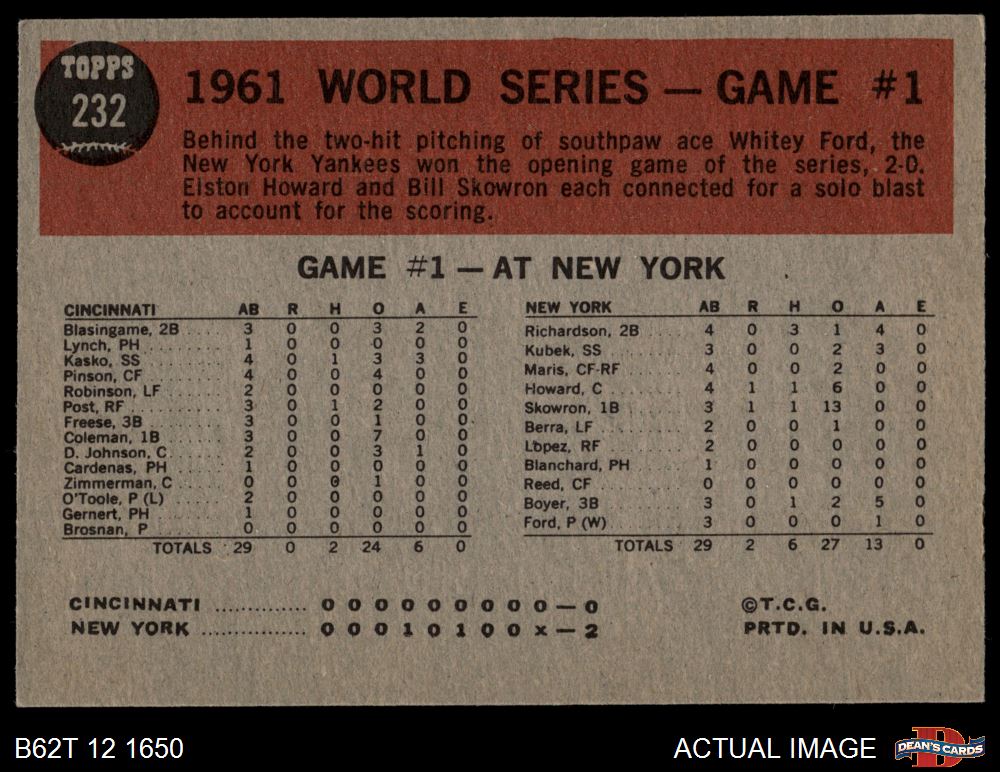 TOPPS
232
1961 WORLD SERIES — GAME #1
Behind the two-hit pitching of southpaw ace Whitey Ford, the
New York Yankees won the opening game of the series, 2-0.
Elston Howard and Bill Skowron each connected for a solo blast
to account for the scoring.
GAME #1 — AT NEW YORK
CINCINNATI AB R H O A E
Blasingame, 2B .... 3 0 0 3 2 0
Lynch, PH ........ 1 0 0 0 0 0
Kasko, SS ........ 4 0 1 3 3 0
Pinson, CF ....... 4 0 0 4 0 0
Robinson, LF ..... 2 0 0 0 0 0
Post, RF ......... 3 0 1 2 0 0
Freese, 3B ....... 3 0 0 1 0 0
Coleman, 1B ...... 3 0 0 7 0 0
D. Johnson, C .... 2 0 0 3 1 0
Cardenas, PH ..... 1 0 0 0 0 0
Zimmerman, C ..... 0 0 0 1 0 0
O'Toole, P (L) ... 2 0 0 0 0 0
Gernert, PH ...... 1 0 0 0 0 0
Brosnan, P ....... 0 0 0 0 0 0
TOTALS 29 0 2 24 6 0
NEW YORK AB R H O A E
Richardson, 2B .... 4 0 3 1 4 0
Kubek, SS ........ 3 0 0 2 3 0
Maris, CF-RF ..... 4 0 0 2 0 0
Howard, C ........ 4 1 1 6 0 0
Skowron, 1B ...... 3 1 1 13 0 0
Berra, LF ........ 2 0 0 1 0 0
Lopez, RF ........ 2 0 0 0 0 0
Blanchard, PH .... 1 0 0 0 0 0
Reed, CF ......... 0 0 0 0 0 0
Boyer, 3B ........ 3 0 1 2 5 0
Ford, P (W) ...... 3 0 0 0 1 0
TOTALS 29 2 6 27 13 0
CINCINNATI .............. 0 0 0 0 0 0 0 0 0 — 0
NEW YORK ................ 0 0 0 1 0 1 0 0 x — 2
©T.C.G.
PRTD. IN U.S.A.
B62T 12 1650
ACTUAL IMAGE
D
DEAN'S CARDS